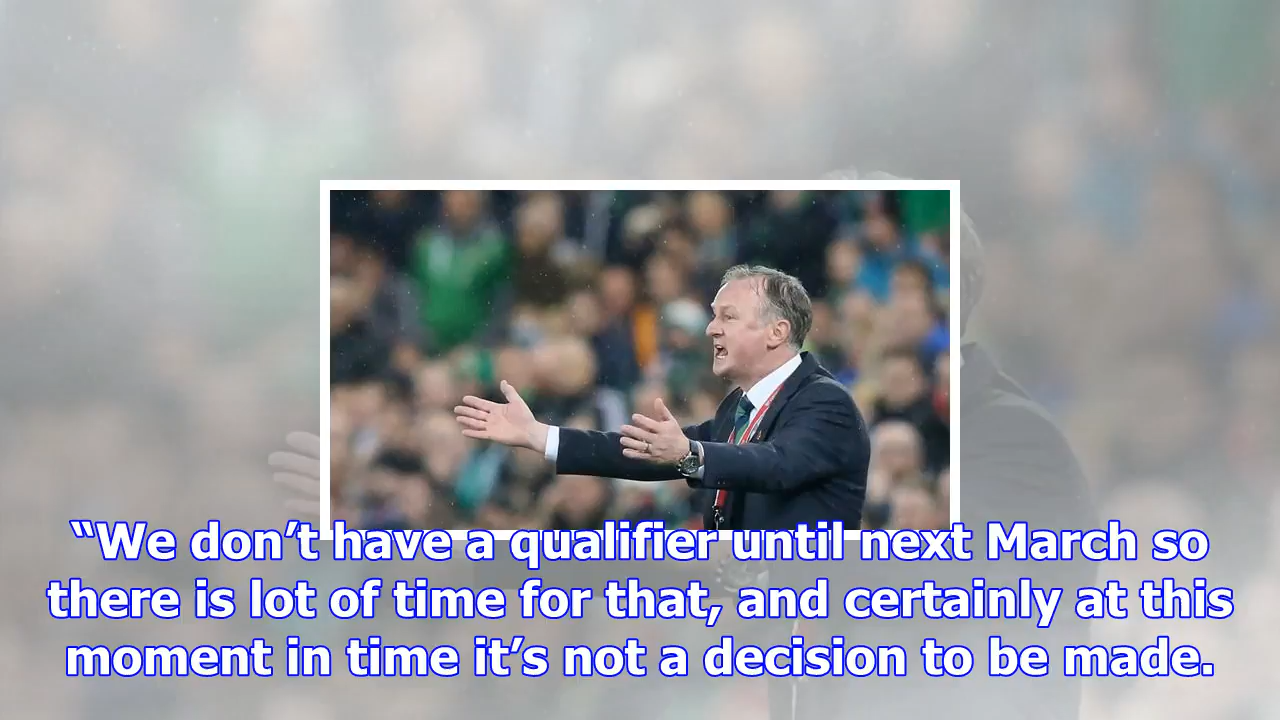 “We don’t have a qualifier until next March so
there is lot of time for that, and certainly at this
moment in time it’s not a decision to be made.